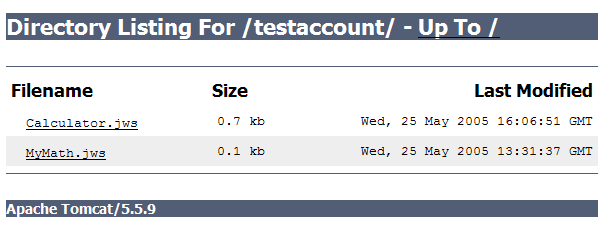 Directory Listing For /testaccount/ - Up To /
Filename Size Last Modified
Calculator.jws 0.7 kb Wed, 25 May 2005 16:06:51 GMT
MyMath.jws 0.1 kb Wed, 25 May 2005 13:31:37 GMT
Apache Tomcat/5.5.9